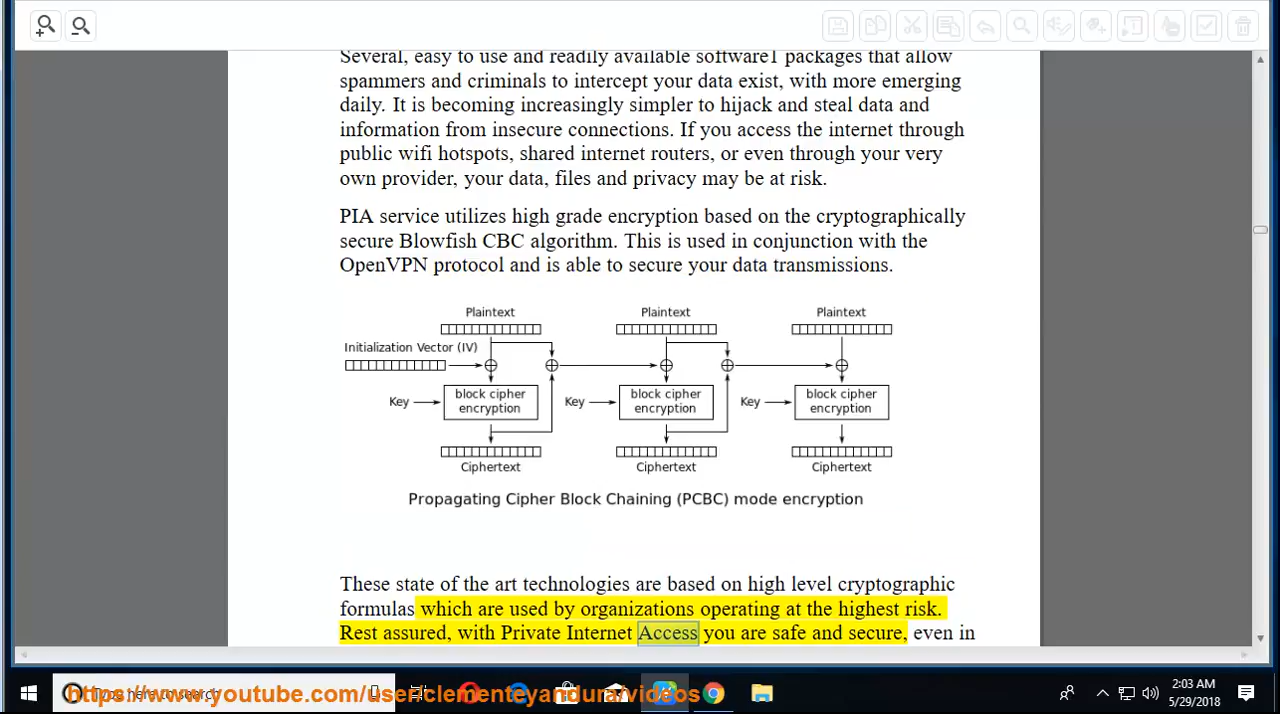 Several, easy to use and readily available software1 packages that allow
spammers and criminals to intercept your data exist, with more emerging
daily. It is becoming increasingly simpler to hijack and steal data and
information from insecure connections. If you access the internet through
public wifi hotspots, shared internet routers, or even through your very
own provider, your data, files and privacy may be at risk.
PIA service utilizes high grade encryption based on the cryptographically
secure Blowfish CBC algorithm. This is used in conjunction with the
OpenVPN protocol and is able to secure your data transmissions.
Plaintext Plaintext Plaintext
Initialization Vector (IV)
Key block cipher encryption Key block cipher encryption Key block cipher encryption
Ciphertext Ciphertext Ciphertext
Propagating Cipher Block Chaining (PCBC) mode encryption
These state of the art technologies are based on high level cryptographic
formulas which are used by organizations operating at the highest risk.
Rest assured, with Private Internet Access you are safe and secure, even in
Type here to search
https://www.youtube.com/user/clementeyandura/videos
2:03 AM
5/29/2018